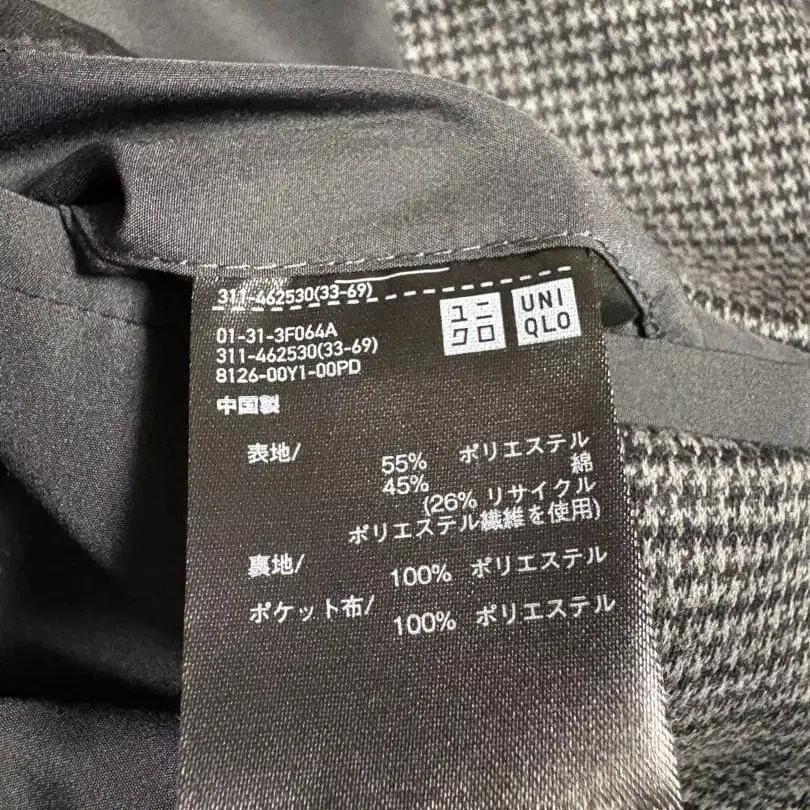 311-462530(33-69)
ユニクロ
UNIQLO
01-31-3F064A
311-462530(33-69)
8126-00Y1-00PD
中国製
表地/
55% ポリエステル
45% 綿
(26% リサイクル
ポリエステル繊維を使用)
裏地/
100% ポリエステル
ポケット布/
100% ポリエステル